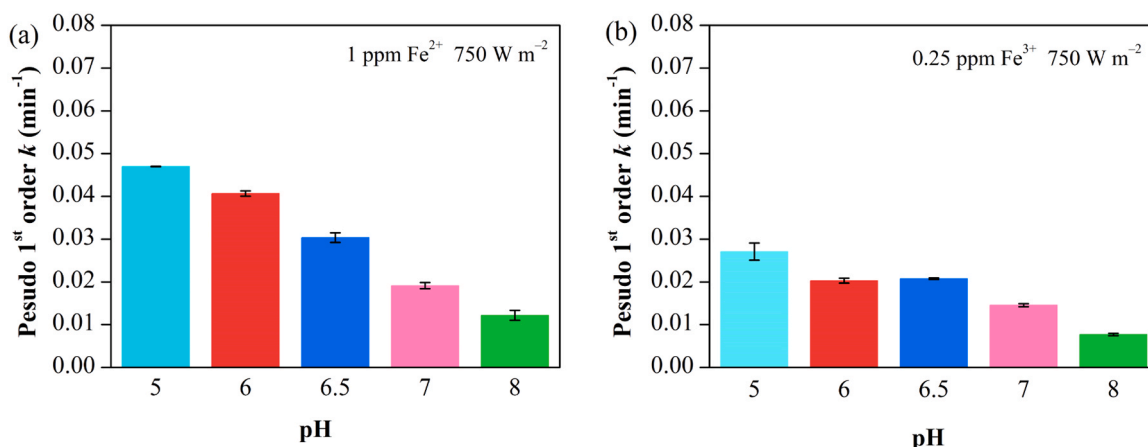 (a)
1 ppm Fe²⁺ 750 W m⁻²
Pesudo 1ˢᵗ order k (min⁻¹)
0.08
0.07
0.06
0.05
0.04
0.03
0.02
0.01
0.00
5 6 6.5 7 8
pH
(b)
0.25 ppm Fe³⁺ 750 W m⁻²
Pesudo 1ˢᵗ order k (min⁻¹)
0.08
0.07
0.06
0.05
0.04
0.03
0.02
0.01
0.00
5 6 6.5 7 8
pH